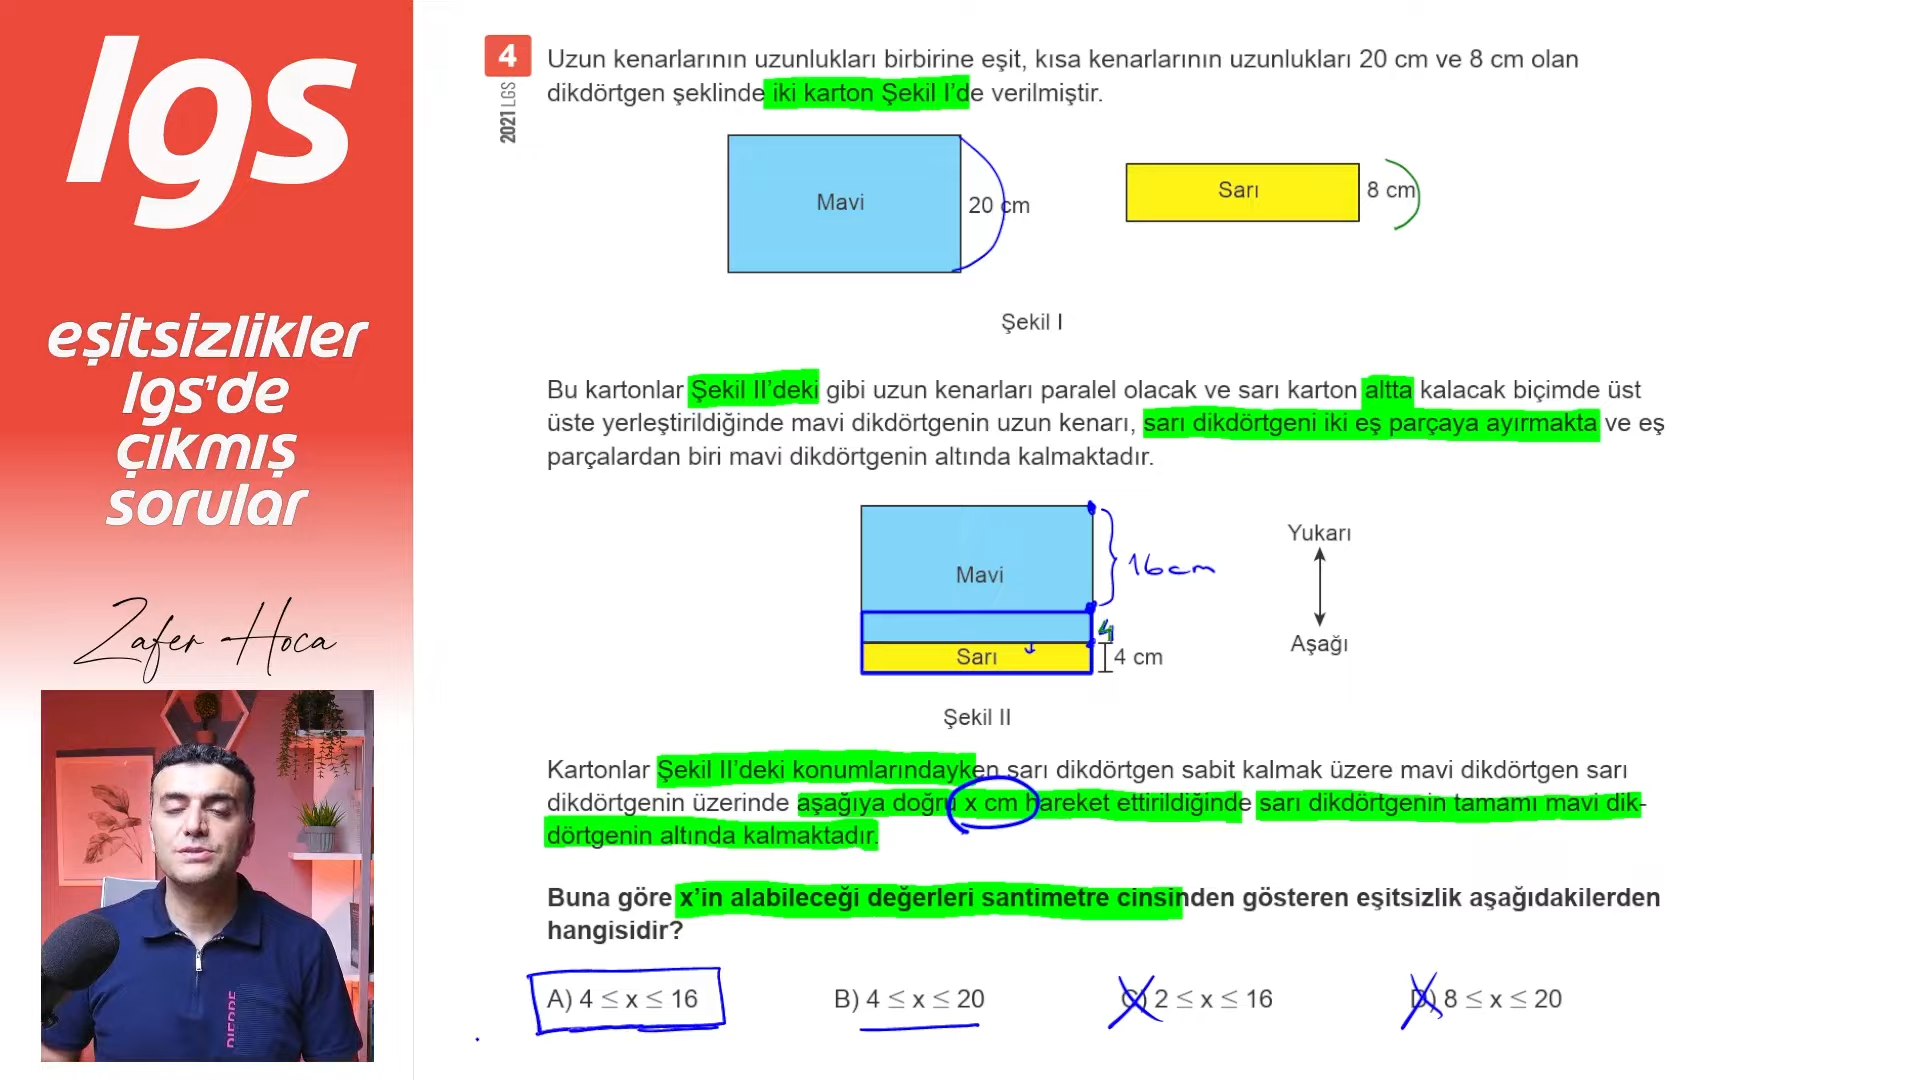 lgs
eşitsizlikler
lgs'de
çıkmış
sorular
Zafer Hoca
PIERRE
4
2021 LGS
Uzun kenarlarının uzunlukları birbirine eşit, kısa kenarlarının uzunlukları 20 cm ve 8 cm olan
dikdörtgen şeklinde iki karton Şekil I'de verilmiştir.
Mavi
20 cm
Sarı
8 cm
Şekil I
Bu kartonlar Şekil II'deki gibi uzun kenarları paralel olacak ve sarı karton altta kalacak biçimde üst
üste yerleştirildiğinde mavi dikdörtgenin uzun kenarı, sarı dikdörtgeni iki eş parçaya ayırmakta ve eş
parçalardan biri mavi dikdörtgenin altında kalmaktadır.
Mavi
16cm
4
Sarı
4 cm
Yukarı
Aşağı
Şekil II
Kartonlar Şekil II'deki konumlarındayken sarı dikdörtgen sabit kalmak üzere mavi dikdörtgen sarı
dikdörtgenin üzerinde aşağıya doğru x cm hareket ettirildiğinde sarı dikdörtgenin tamamı mavi dik-
dörtgenin altında kalmaktadır.
Buna göre x'in alabileceği değerleri santimetre cinsinden gösteren eşitsizlik aşağıdakilerden
hangisidir?
A) 4 ≤ x ≤ 16
B) 4 ≤ x ≤ 20
C) 2 ≤ x ≤ 16
D) 8 ≤ x ≤ 20